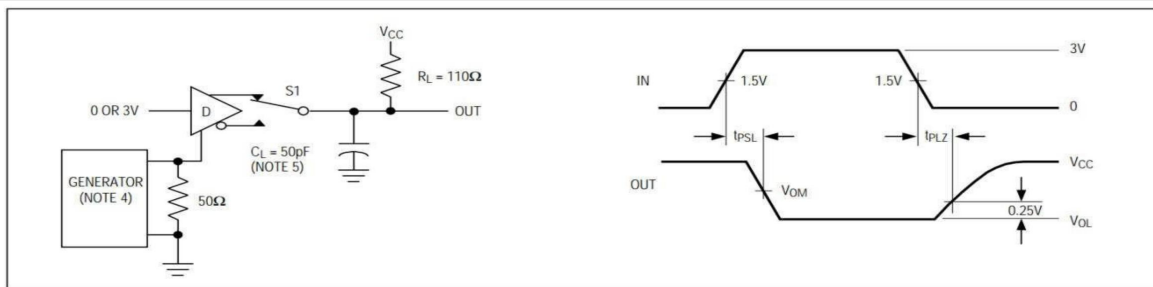 VCC
RL = 110Ω
S1
0 OR 3V
D
OUT
CL = 50pF
(NOTE 5)
GENERATOR
(NOTE 4)
50Ω
3V
IN
1.5V
1.5V
0
tPSL
tPLZ
VCC
OUT
VOM
0.25V
VOL